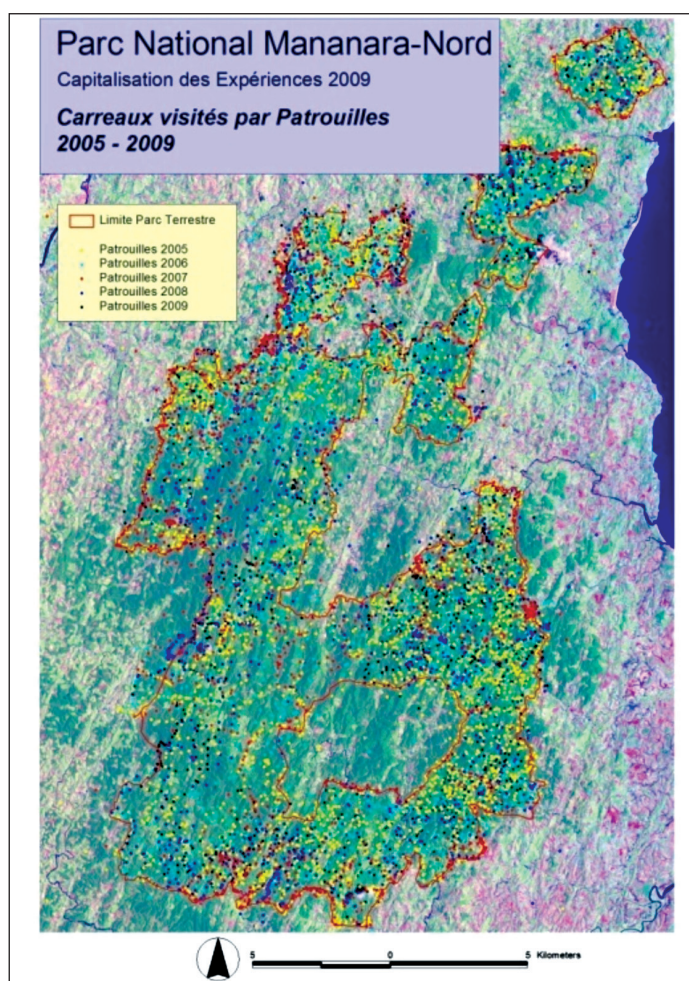 Parc National Mananara-Nord
Capitalisation des Expériences 2009
Carreaux visités par Patrouilles
2005 - 2009
Limite Parc Terrestre
Patrouilles 2005
Patrouilles 2006
Patrouilles 2007
Patrouilles 2008
Patrouilles 2009
5 0 5 Kilometers